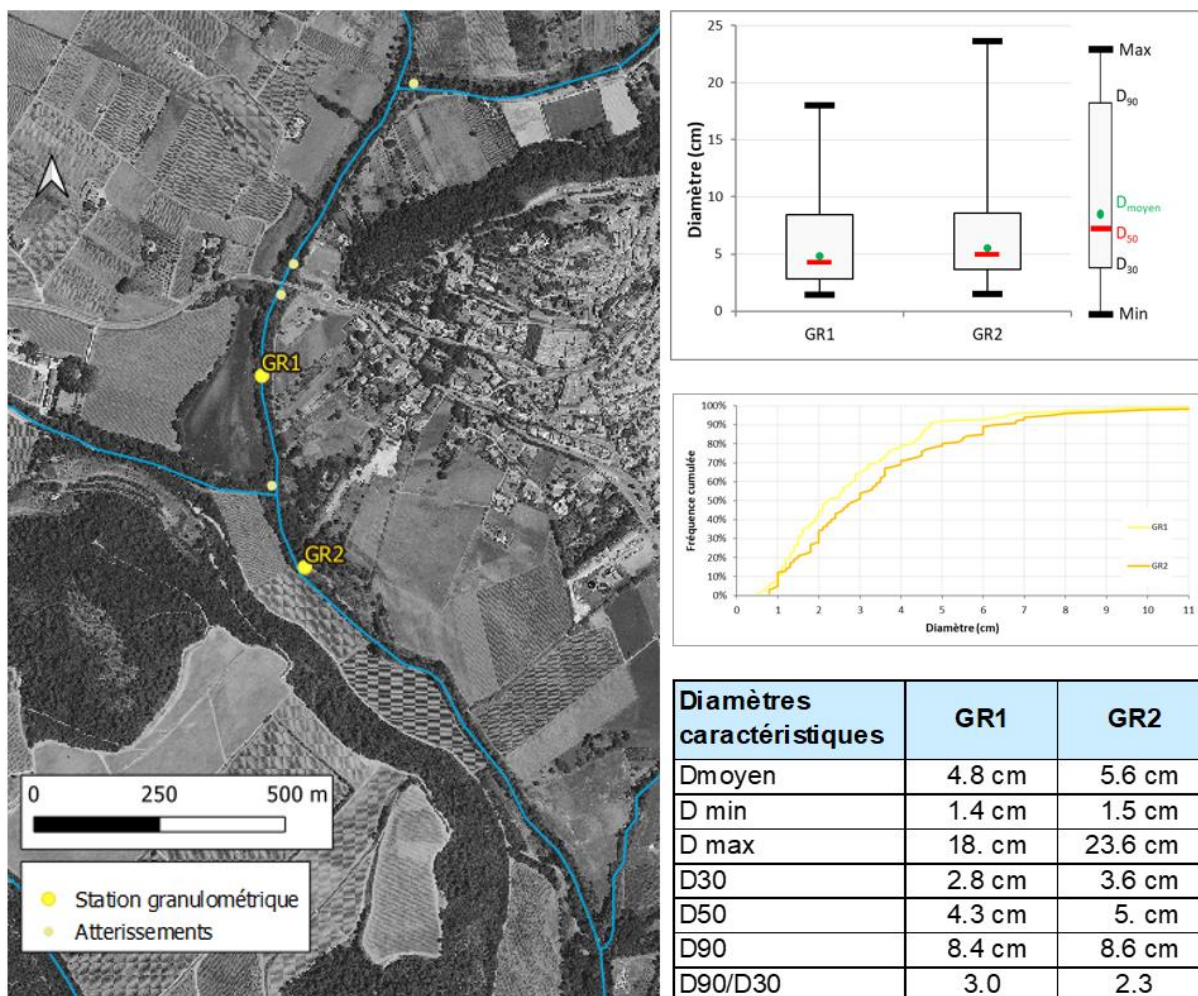 GR1
GR2
0 250 500 m
Station granulométrique
Atterissements
25
20
15
10
5
0
Diamètre (cm)
GR1 GR2
Max
D90
Dmoyen
D50
D30
Min
100%
90%
80%
70%
60%
50%
40%
30%
20%
10%
0%
Fréquence cumulée
GR1
GR2
0 1 2 3 4 5 6 7 8 9 10 11
Diamètre (cm)
Diamètres caractéristiques GR1 GR2
Dmoyen 4.8 cm 5.6 cm
D min 1.4 cm 1.5 cm
D max 18. cm 23.6 cm
D30 2.8 cm 3.6 cm
D50 4.3 cm 5. cm
D90 8.4 cm 8.6 cm
D90/D30 3.0 2.3